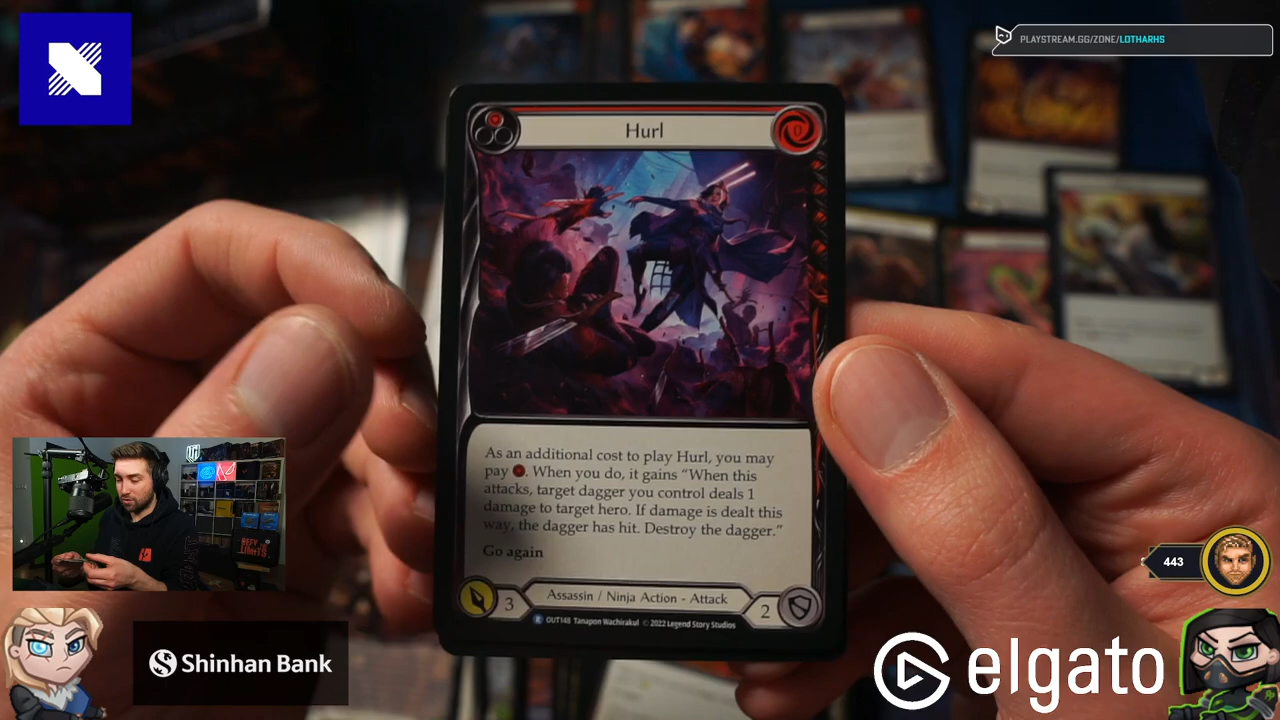 PLAYSTREAM.GG/ZONE/LOTHARHS
Hurl
0
As an additional cost to play Hurl, you may
pay . When you do, it gains “When this
attacks, target dagger you control deals 1
damage to target hero. If damage is dealt this
way, the dagger has hit. Destroy the dagger.”
Go again
3
Assassin / Ninja Action - Attack
2
R OUT148 Tanapon Wachirakul © 2022 Legend Story Studios
443
DEFY
LIMITS
Shinhan Bank
elgato